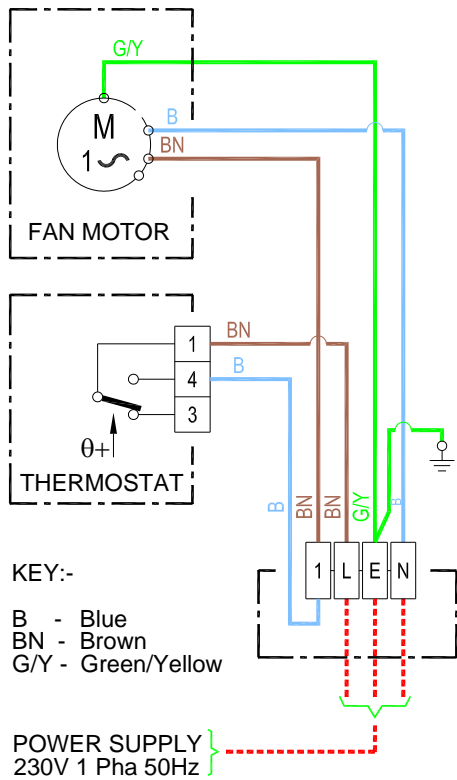 G/Y
M
1
B
BN
FAN MOTOR
1
BN
4
B
3
θ+
THERMOSTAT
B
BN
BN
G/Y
B
1 L E N
KEY:-
B - Blue
BN - Brown
G/Y - Green/Yellow
POWER SUPPLY
230V 1 Pha 50Hz